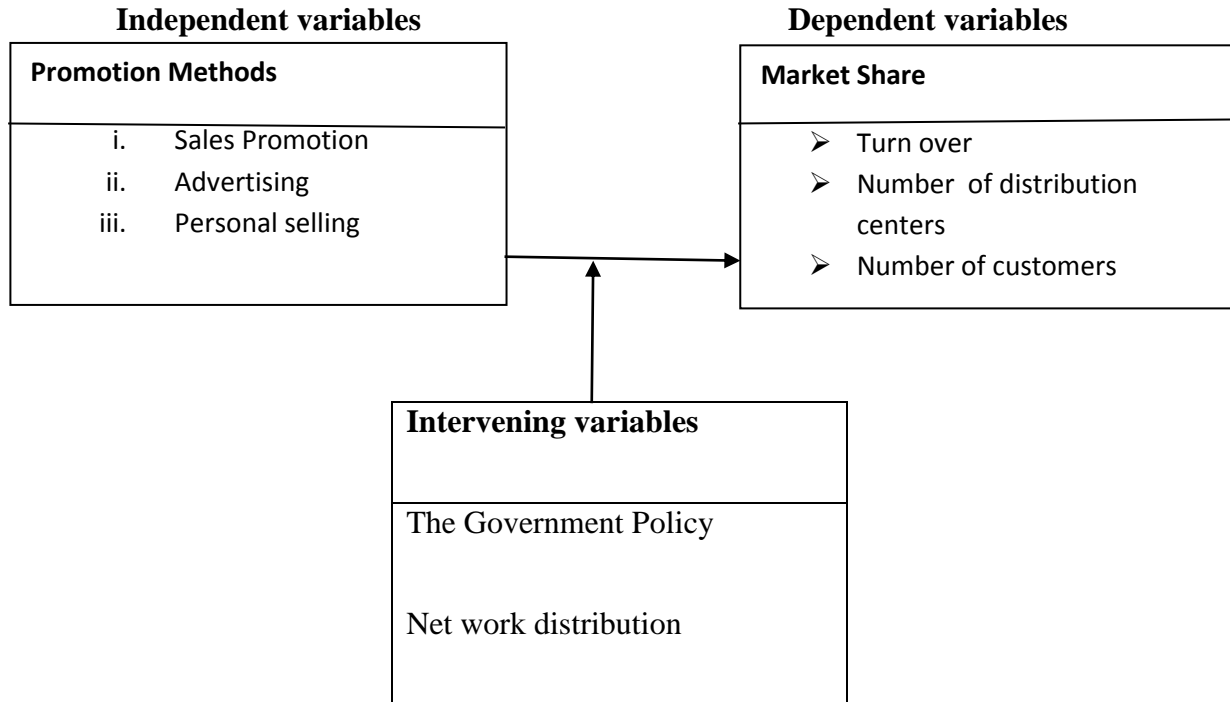 Independent variables
Dependent variables
Promotion Methods
i. Sales Promotion
ii. Advertising
iii. Personal selling
Market Share
➢ Turn over
➢ Number of distribution
centers
➢ Number of customers
Intervening variables
The Government Policy
Net work distribution